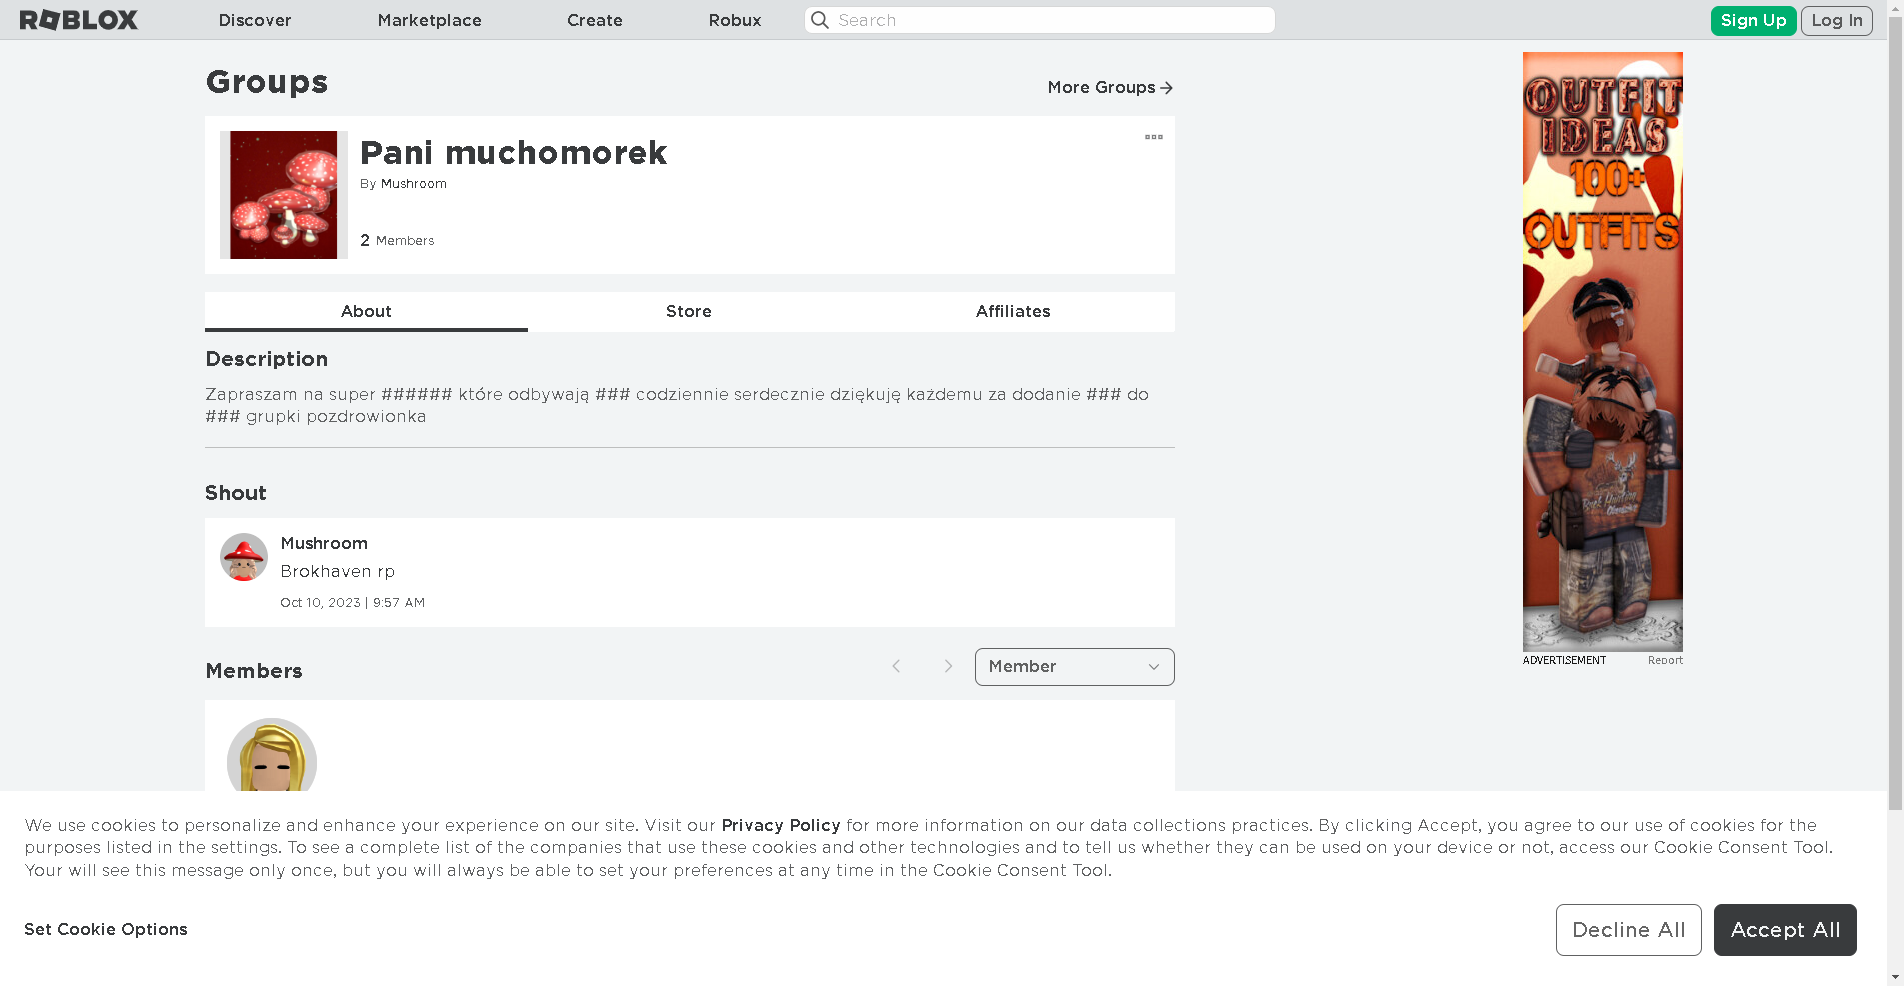 ROBLOX Discover Marketplace Create Robux Search Sign Up Log In
Groups
More Groups
Pani muchomorek
By Mushroom
2 Members
About Store Affiliates
Description
Zapraszam na super ###### które odbywają ### codziennie serdecznie dziękuję każdemu za dodanie ### do
### grupki pozdrowionka
Shout
Mushroom
Brokhaven rp
Oct 10, 2023 | 9:57 AM
Members
Member
OUTFIT
IDEAS
100+
OUTFITS
Buck Hunting
ADVERTISEMENT Report
We use cookies to personalize and enhance your experience on our site. Visit our Privacy Policy for more information on our data collections practices. By clicking Accept, you agree to our use of cookies for the
purposes listed in the settings. To see a complete list of the companies that use these cookies and other technologies and to tell us whether they can be used on your device or not, access our Cookie Consent Tool.
Your will see this message only once, but you will always be able to set your preferences at any time in the Cookie Consent Tool.
Set Cookie Options
Decline All Accept All